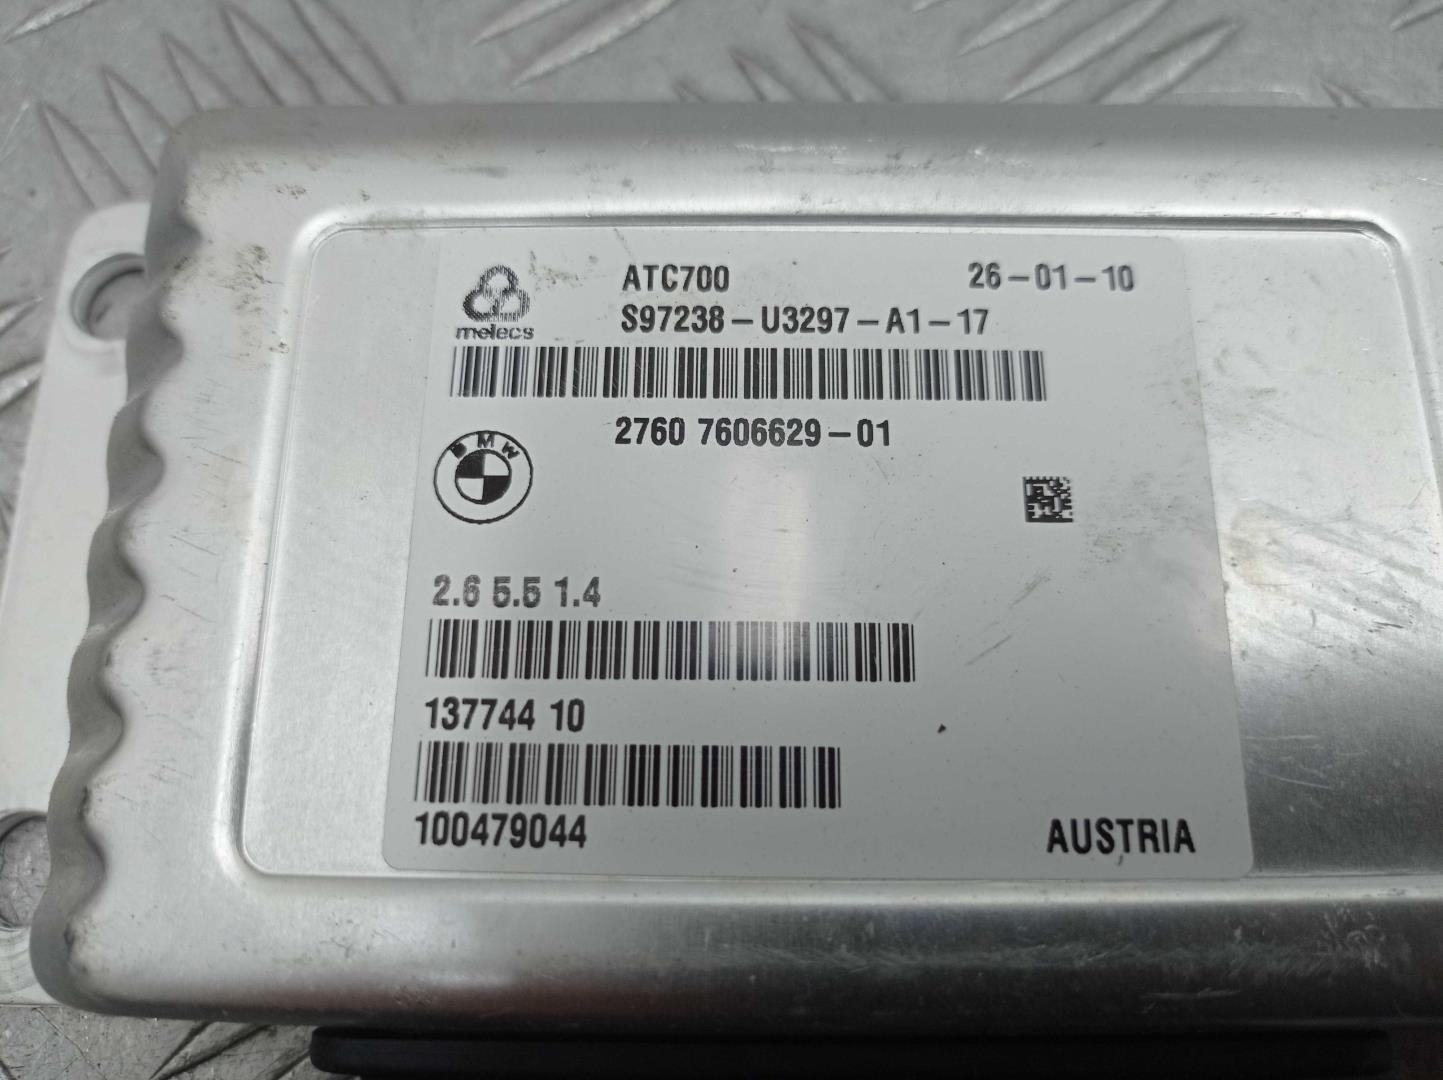 ATC700 26-01-10
S97238-U3297-A1-17
melecs
2760 7606629-01
BMW
2.6 5.5 1.4
137744 10
100479044
AUSTRIA